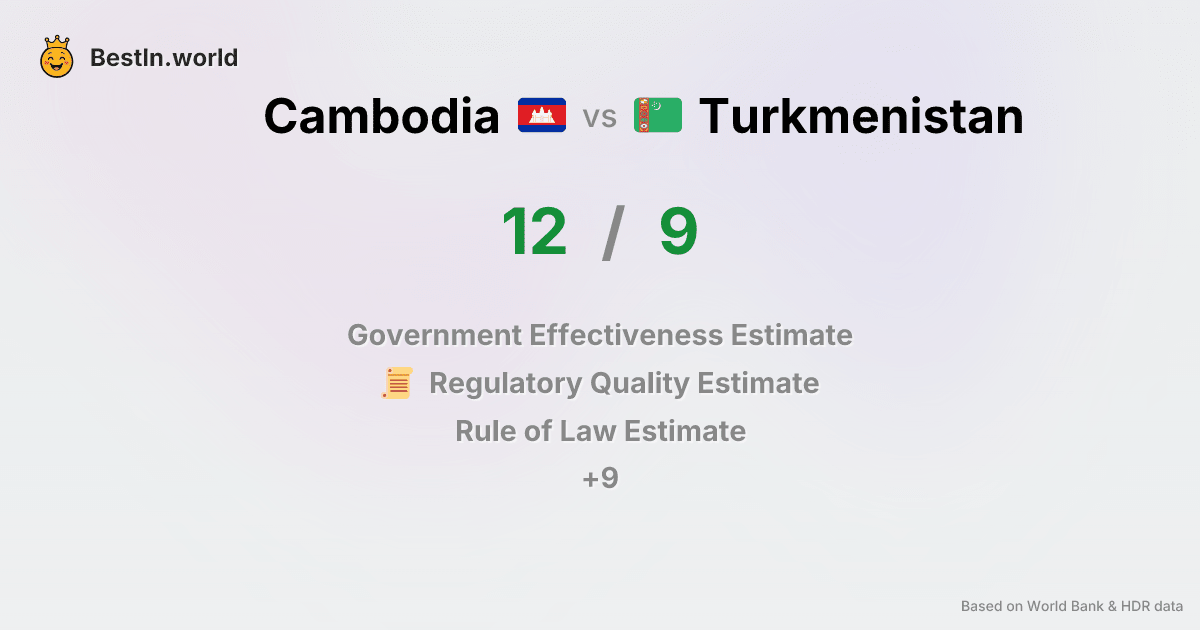 BestIn.world
Cambodia vs Turkmenistan
12 / 9
Government Effectiveness Estimate
Regulatory Quality Estimate
Rule of Law Estimate
+9
Based on World Bank & HDR data